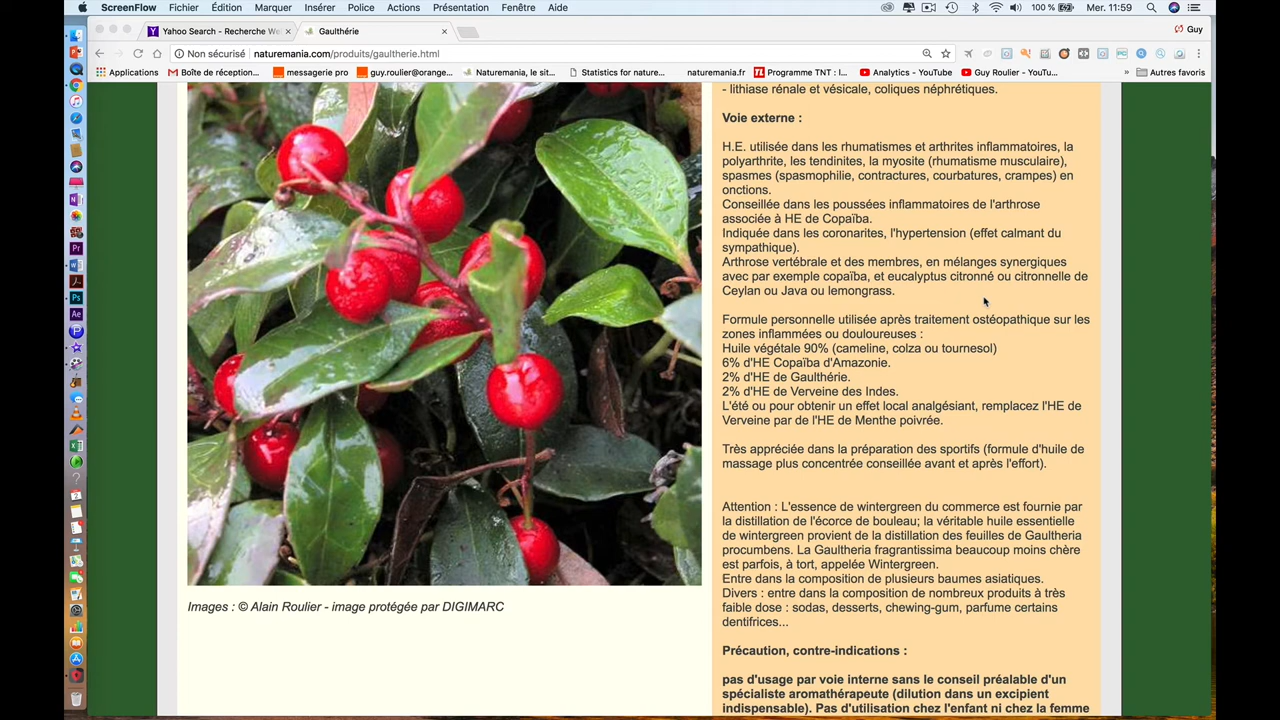 ScreenFlow Fichier Édition Marquer Insérer Police Actions Présentation Fenêtre Aide 100 % Mer. 11:59
Yahoo Search - Recherche We Gaulthérie Guy
Non sécurisé naturemania.com/produits/gaultherie.html
Applications Boîte de réception... messagerie pro guy.roulier@orange... Naturemania, le sit... Statistics for nature... naturemania.fr Programme TNT : l... Analytics - YouTube Guy Roulier - YouTu... » Autres favoris
- lithiase rénale et vésicale, coliques néphrétiques.
Voie externe :
H.E. utilisée dans les rhumatismes et arthrites inflammatoires, la
polyarthrite, les tendinites, la myosite (rhumatisme musculaire),
spasmes (spasmophilie, contractures, courbatures, crampes) en
onctions.
Conseillée dans les poussées inflammatoires de l'arthrose
associée à HE de Copaïba.
Indiquée dans les coronarites, l'hypertension (effet calmant du
sympathique).
Arthrose vertébrale et des membres, en mélanges synergiques
avec par exemple copaïba, et eucalyptus citronné ou citronnelle de
Ceylan ou Java ou lemongrass.
Formule personnelle utilisée après traitement ostéopathique sur les
zones inflammées ou douloureuses :
Huile végétale 90% (cameline, colza ou tournesol)
6% d'HE Copaïba d'Amazonie.
2% d'HE de Gaulthérie.
2% d'HE de Verveine des Indes.
L'été ou pour obtenir un effet local analgésiant, remplacez l'HE de
Verveine par de l'HE de Menthe poivrée.
Très appréciée dans la préparation des sportifs (formule d'huile de
massage plus concentrée conseillée avant et après l'effort).
Attention : L'essence de wintergreen du commerce est fournie par
la distillation de l'écorce de bouleau; la véritable huile essentielle
de wintergreen provient de la distillation des feuilles de Gaultheria
procumbens. La Gaultheria fragrantissima beaucoup moins chère
est parfois, à tort, appelée Wintergreen.
Entre dans la composition de plusieurs baumes asiatiques.
Divers : entre dans la composition de nombreux produits à très
faible dose : sodas, desserts, chewing-gum, parfume certains
dentifrices...
Images : © Alain Roulier - image protégée par DIGIMARC
Précaution, contre-indications :
pas d'usage par voie interne sans le conseil préalable d'un
spécialiste aromathérapeute (dilution dans un excipient
indispensable). Pas d'utilisation chez l'enfant ni chez la femme